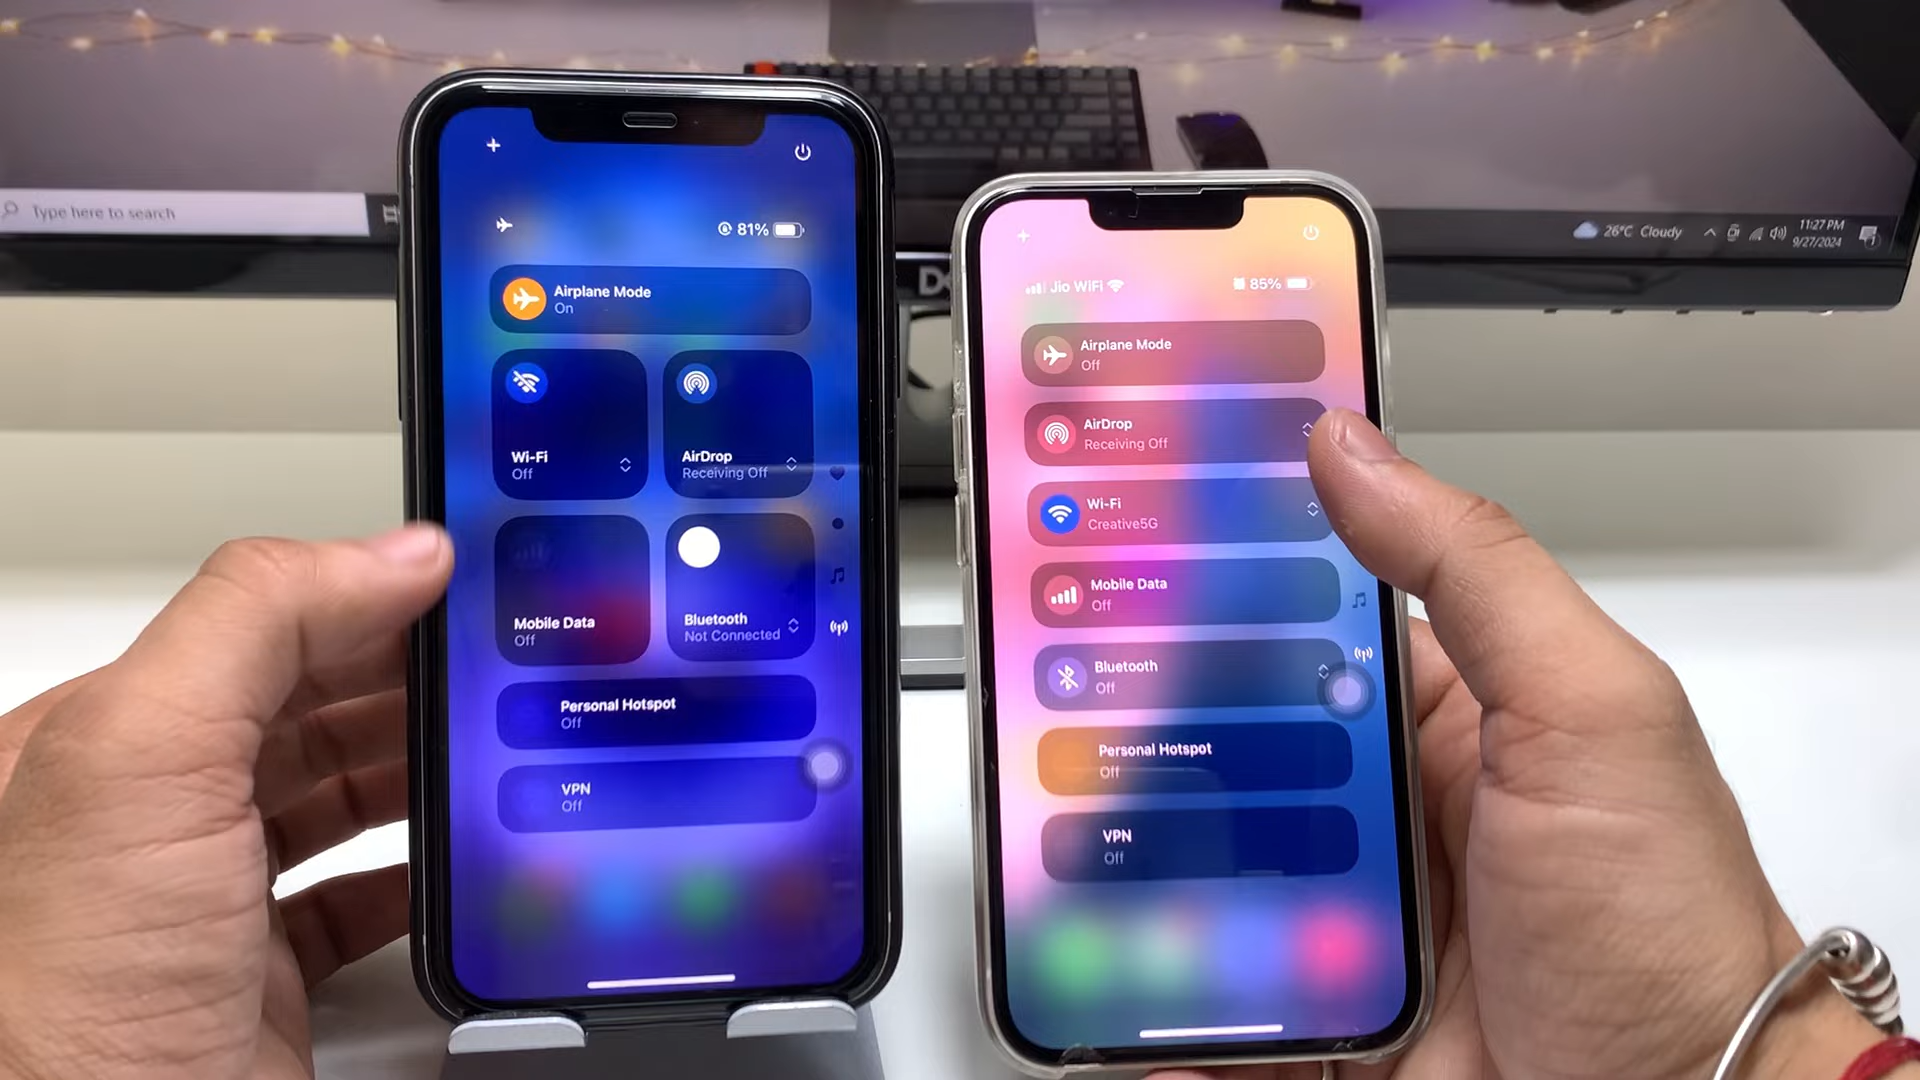 Type here to search
26°C Cloudy
11:27 PM
9/27/2024
1
81%
Airplane Mode
On
Wi-Fi
Off
AirDrop
Receiving Off
Mobile Data
Off
Bluetooth
Not Connected
Personal Hotspot
Off
VPN
Off
Jio WiFi
85%
Airplane Mode
Off
AirDrop
Receiving Off
Wi-Fi
Creative5G
Mobile Data
Off
Bluetooth
Off
Personal Hotspot
Off
VPN
Off